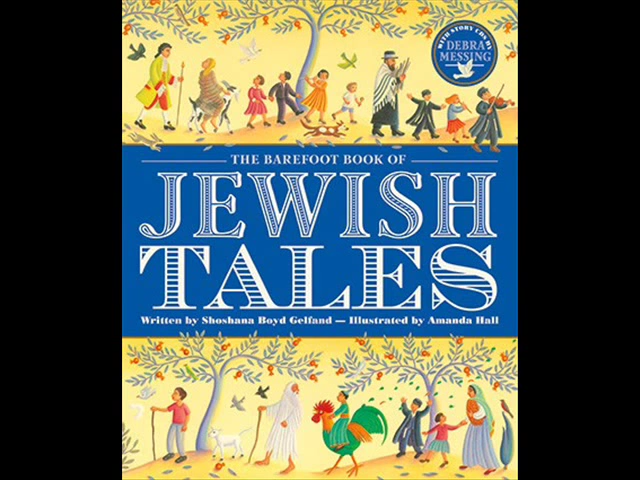 WITH STORY CDS BY
DEBRA
MESSING
THE BAREFOOT BOOK OF
JEWISH
TALES
Written by Shoshana Boyd Gelfand — Illustrated by Amanda Hall